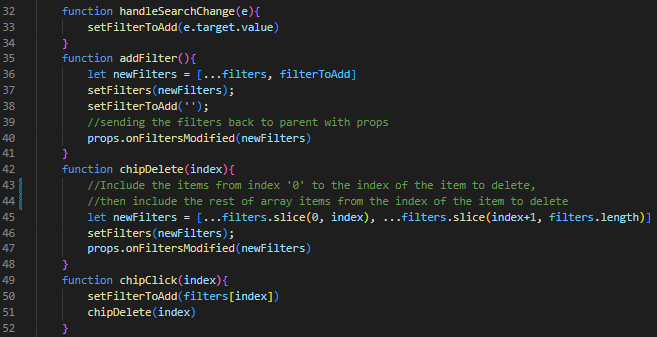 32 function handleSearchChange(e){
33 setFilterToAdd(e.target.value)
34 }
35 function addFilter(){
36 let newFilters = [...filters, filterToAdd]
37 setFilters(newFilters);
38 setFilterToAdd('');
39 //sending the filters back to parent with props
40 props.onFiltersModified(newFilters)
41 }
42 function chipDelete(index){
43 //Include the items from index '0' to the index of the item to delete,
44 //then include the rest of array items from the index of the item to delete
45 let newFilters = [...filters.slice(0, index), ...filters.slice(index+1, filters.length)]
46 setFilters(newFilters);
47 props.onFiltersModified(newFilters)
48 }
49 function chipClick(index){
50 setFilterToAdd(filters[index])
51 chipDelete(index)
52 }